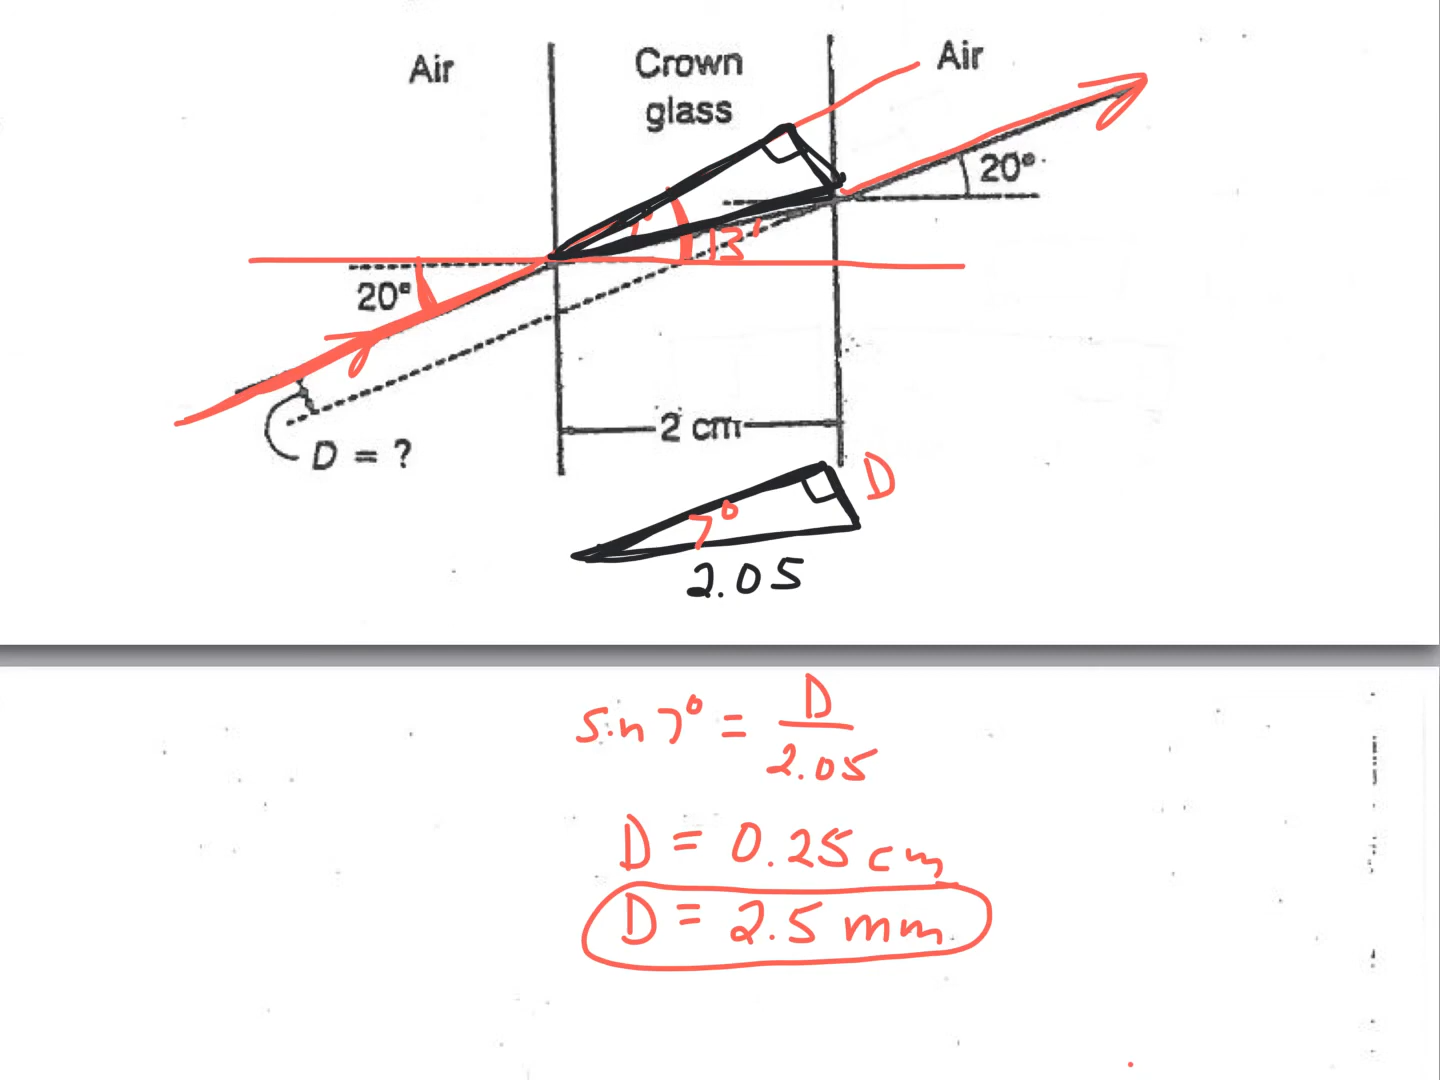 Air
Crown
glass
Air
20°
13°
20°
2 cm
D = ?
D
7°
2.05
sin 7° = D
2.05
D = 0.25 cm
D = 2.5 mm